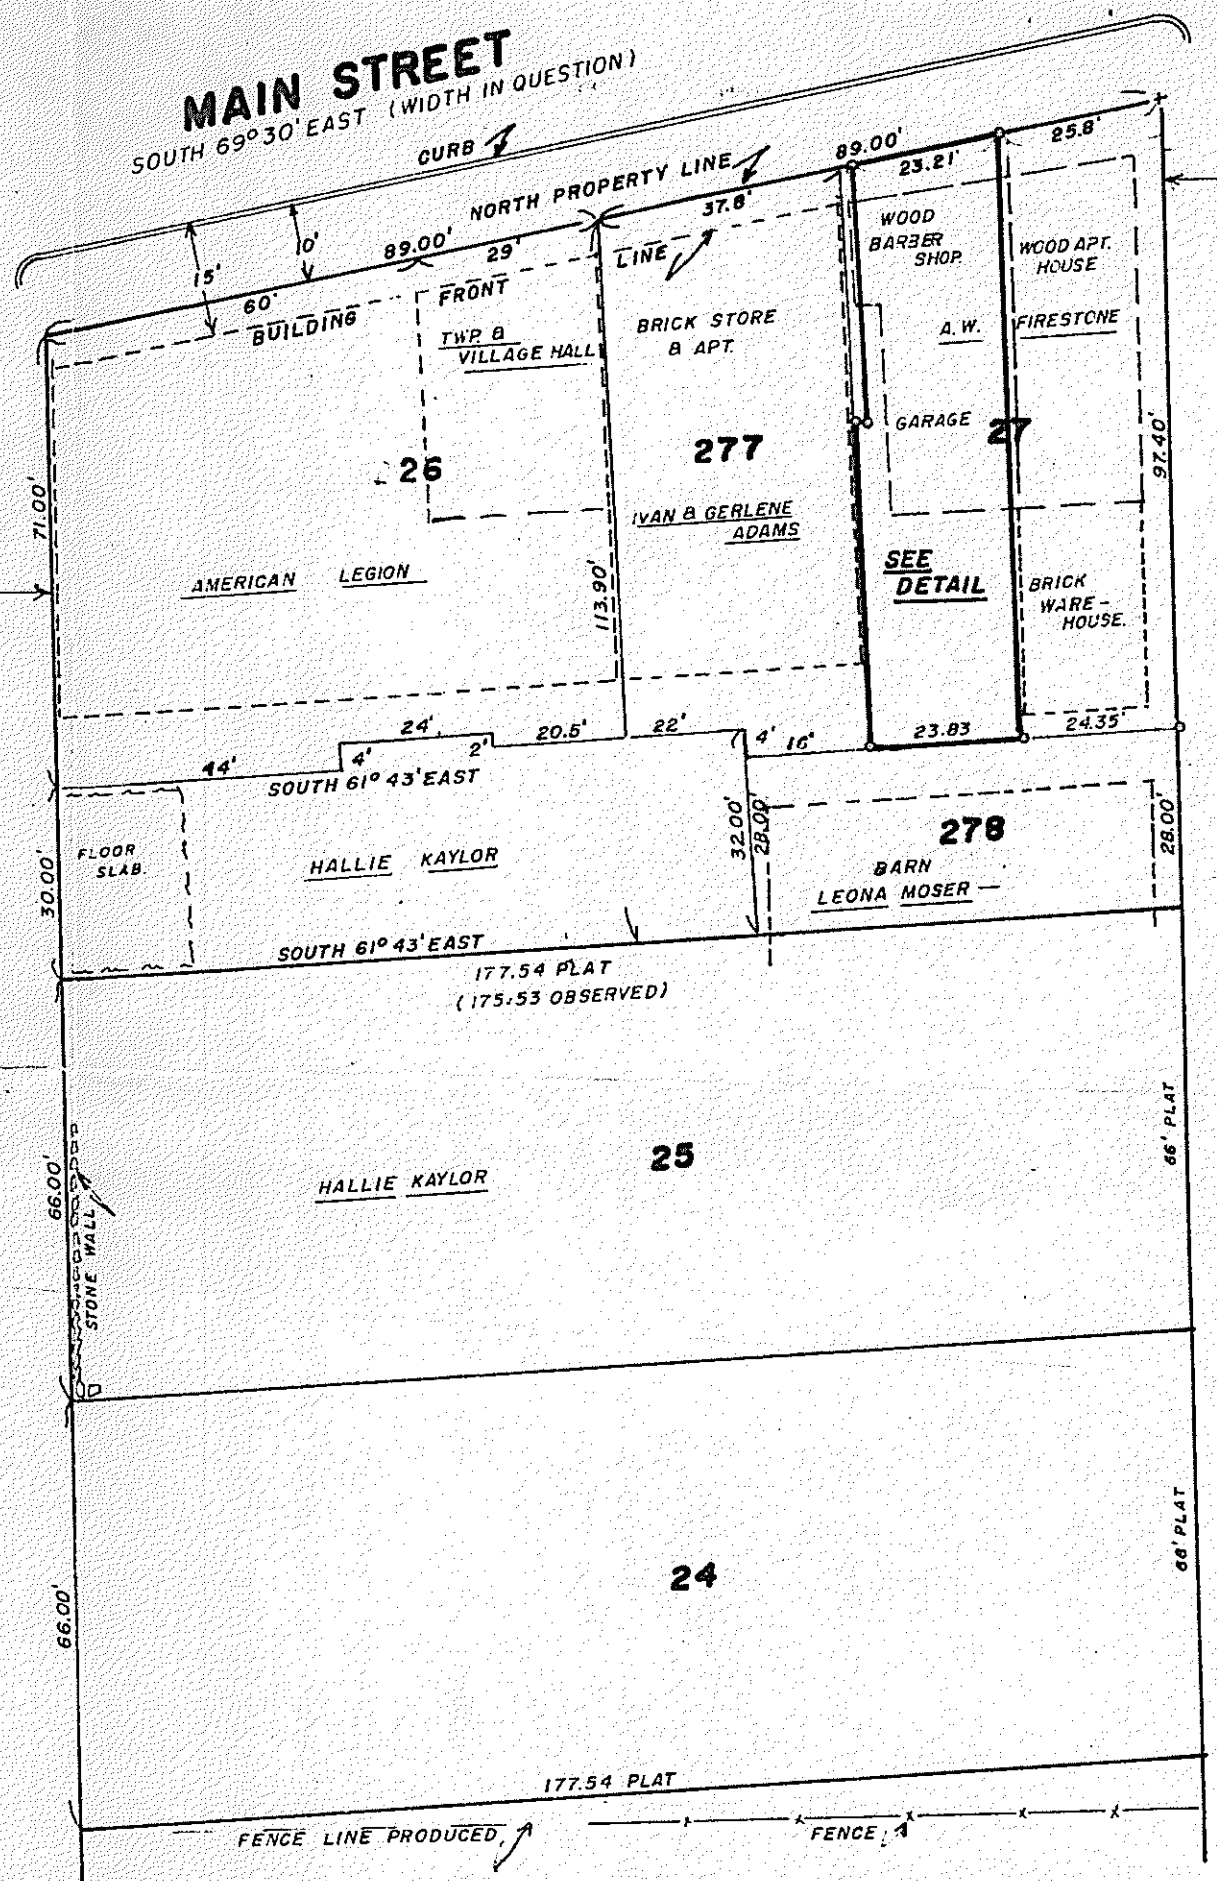 MAIN STREET
SOUTH 69°30' EAST (WIDTH IN QUESTION)
CURB
NORTH PROPERTY LINE
89.00'
23.21'
25.8'
37.8'
89.00'
29'
15'
10'
60'
BUILDING FRONT LINE
WOOD
BARBER
SHOP
WOOD APT.
HOUSE
TWP. &
VILLAGE HALL
BRICK STORE
& APT.
A.W. FIRESTONE
GARAGE
26
277
27
71.00'
97.40'
IVAN & GERLENE
ADAMS
AMERICAN LEGION
113.90'
SEE
DETAIL
BRICK
WARE-
HOUSE.
24'
20.5'
22'
4'
16'
23.83
24.35'
44'
4'
2'
SOUTH 61° 43' EAST
FLOOR
SLAB.
HALLIE KAYLOR
30.00'
32.00'
28.00'
278
28.00'
BARN
LEONA MOSER
SOUTH 61° 43' EAST
177.54 PLAT
(175.53 OBSERVED)
66' PLAT
25
HALLIE KAYLOR
66.00'
STONE WALL
24
66' PLAT
66.00'
177.54 PLAT
FENCE LINE PRODUCED
FENCE